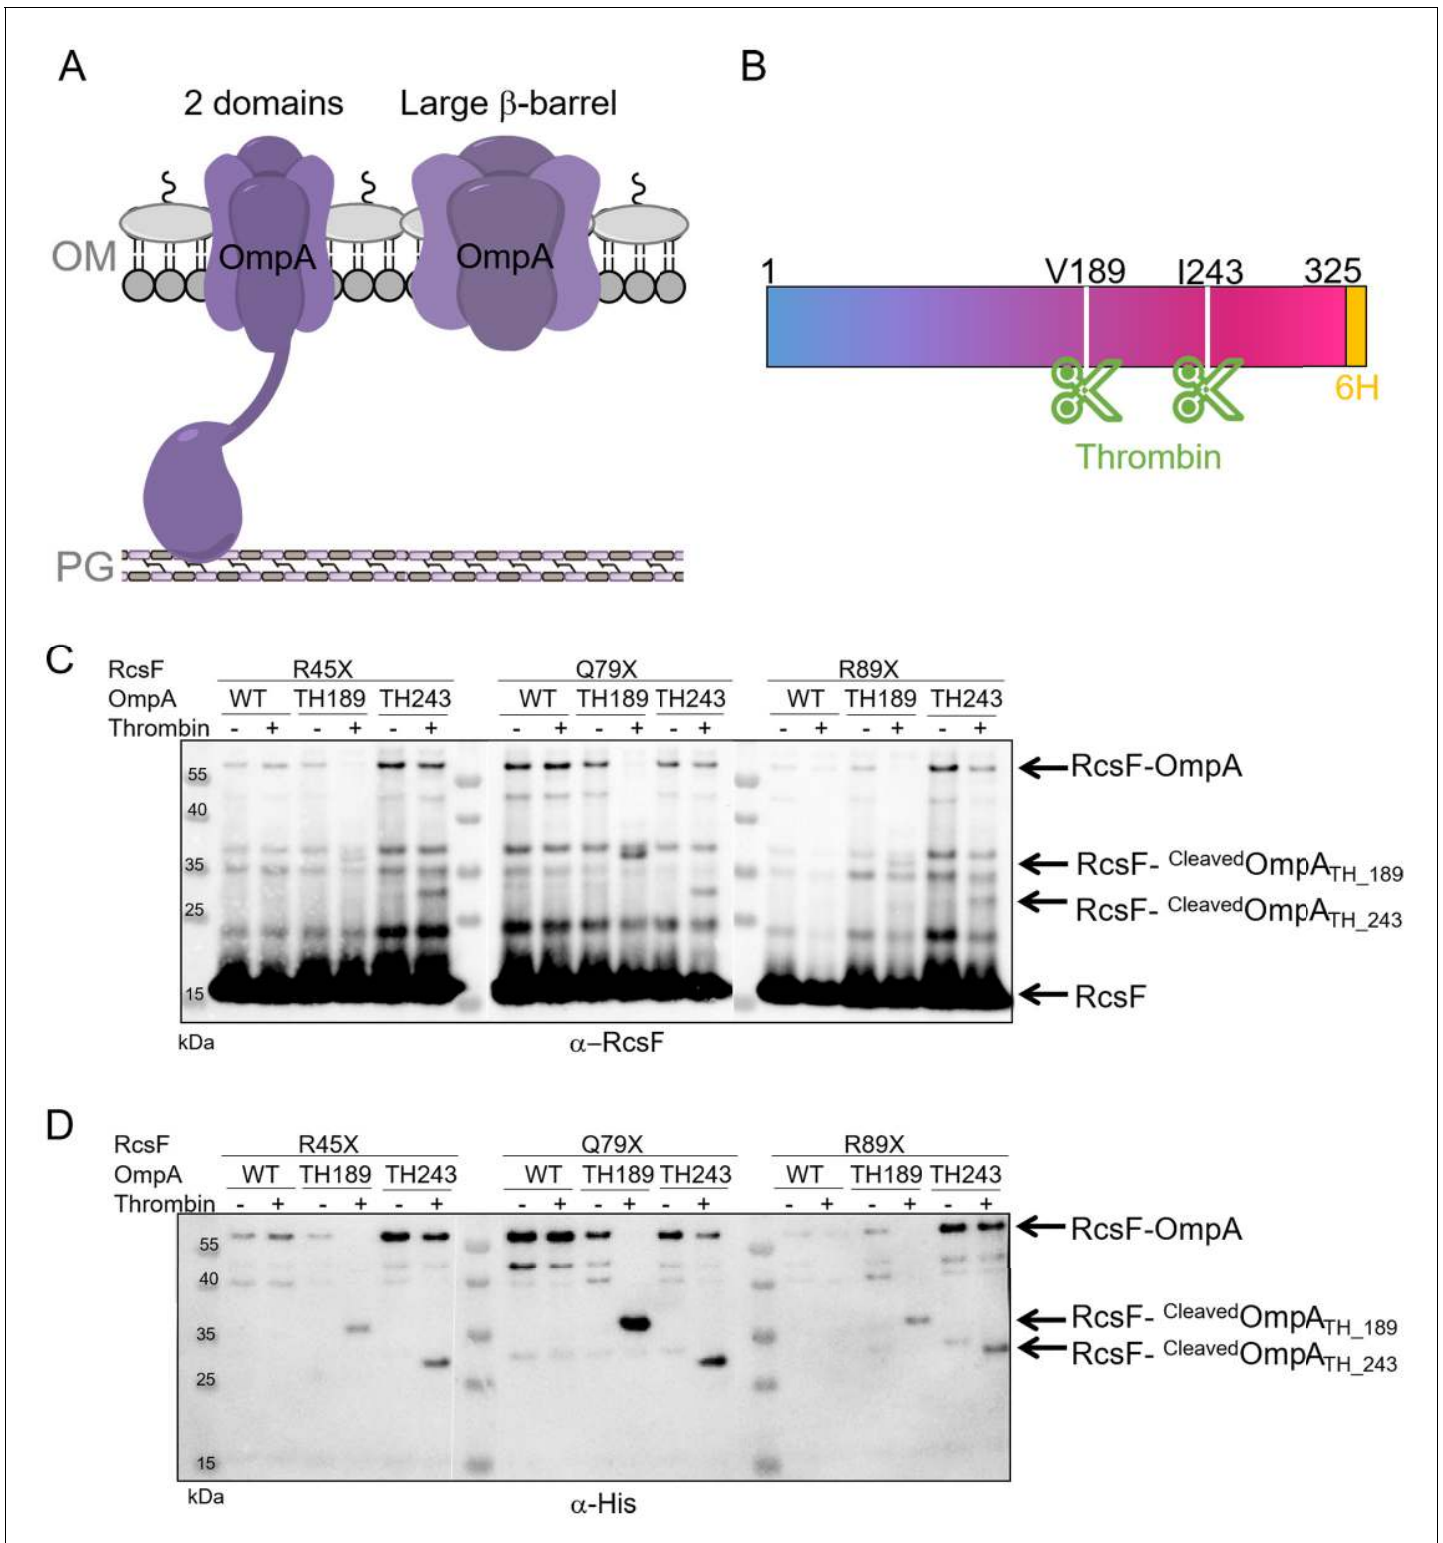 A
2 domains
Large β-barrel
OM
OmpA
OmpA
PG
B
1
V189
I243
325
6H
Thrombin
C
RcsF R45X Q79X R89X
OmpA WT TH189 TH243 WT TH189 TH243 WT TH189 TH243
Thrombin - + - + - + - + - + - + - + - + - +
55
40
35
25
15
kDa
RcsF-OmpA
RcsF- CleavedOmpATH_189
RcsF- CleavedOmpATH_243
RcsF
α–RcsF
D
RcsF R45X Q79X R89X
OmpA WT TH189 TH243 WT TH189 TH243 WT TH189 TH243
Thrombin - + - + - + - + - + - + - + - + - +
55
40
35
25
15
kDa
RcsF-OmpA
RcsF- CleavedOmpATH_189
RcsF- CleavedOmpATH_243
α-His